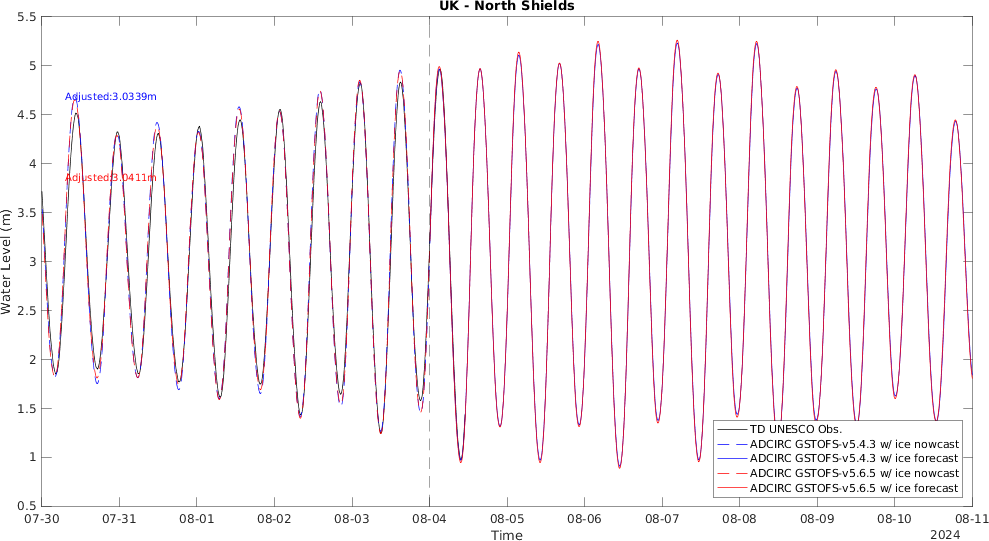 UK - North Shields
5.5
5
4.5
4
3.5
3
2.5
2
1.5
1
0.5
Water Level (m)
Adjusted:3.0339m
Adjusted:3.0411m
TD UNESCO Obs.
ADCIRC GSTOFS-v5.4.3 w/ ice nowcast
ADCIRC GSTOFS-v5.4.3 w/ ice forecast
ADCIRC GSTOFS-v5.6.5 w/ ice nowcast
ADCIRC GSTOFS-v5.6.5 w/ ice forecast
07-30 07-31 08-01 08-02 08-03 08-04 08-05 08-06 08-07 08-08 08-09 08-10 08-11
Time
2024